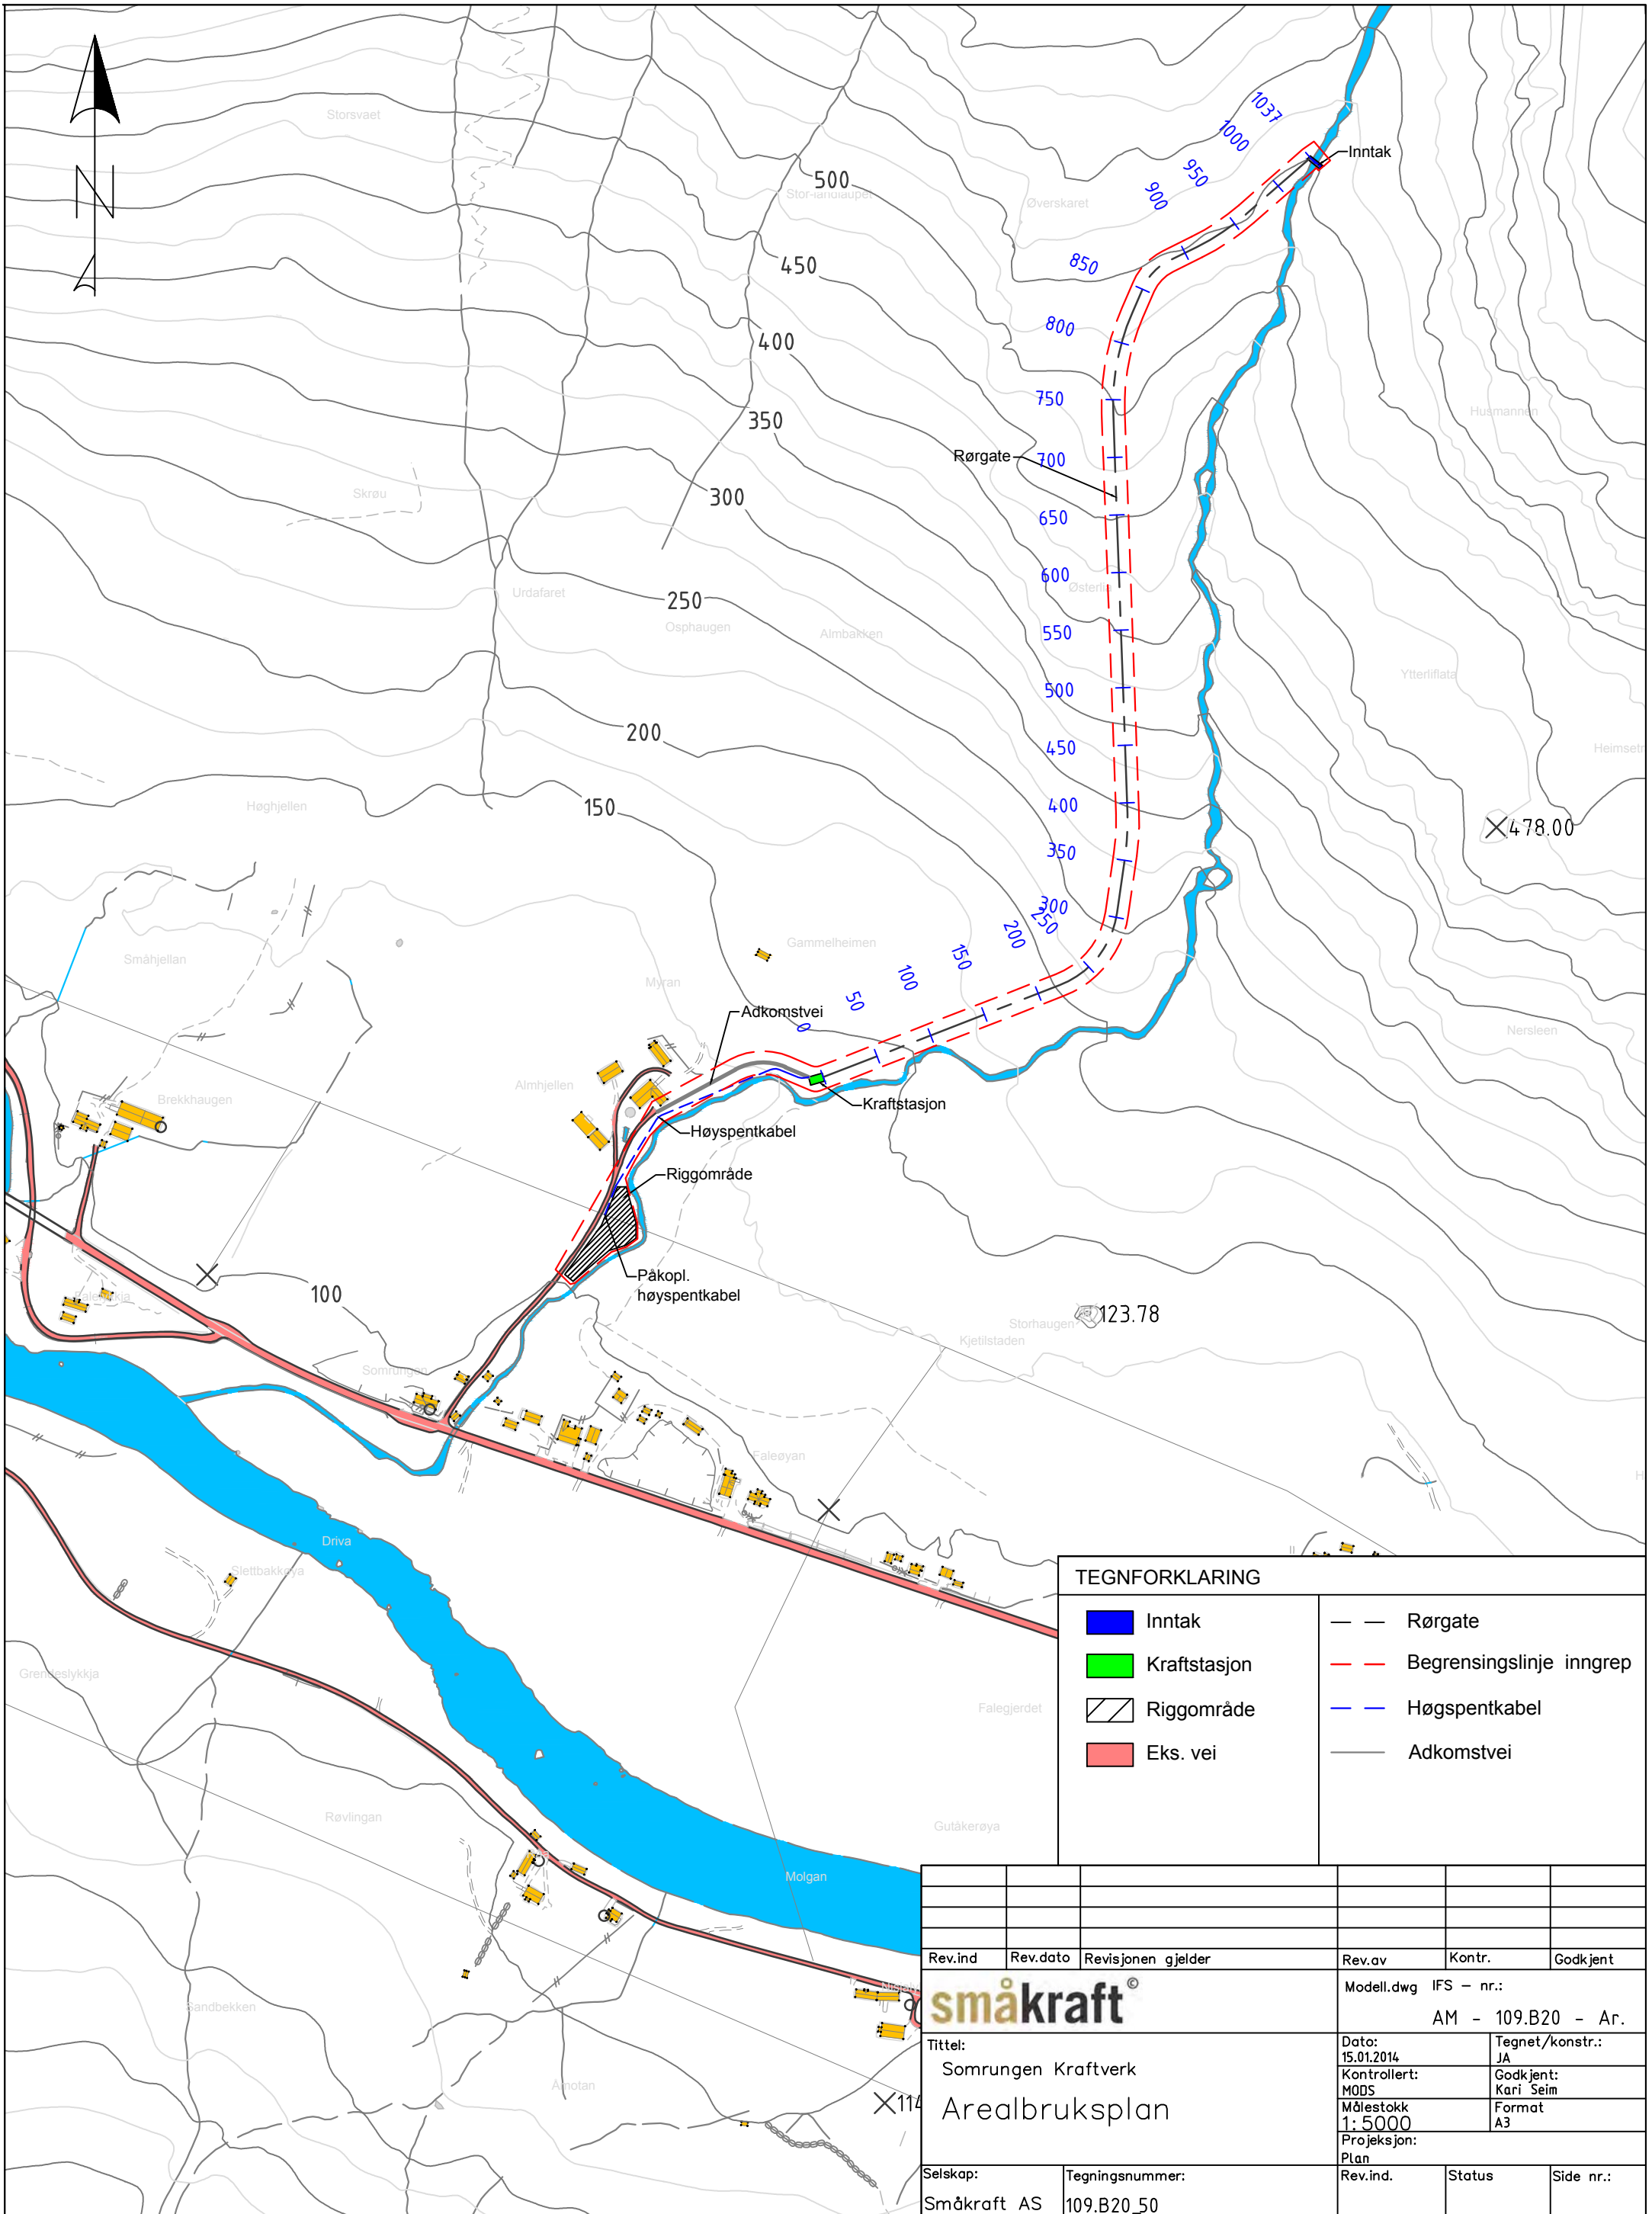 N
Storsvaet
500
Stor-landlaupet
Øverskaret
1037
1000
950
900
Inntak
450
850
400
800
750
350
Husmannen
Rørgate
700
Skrøu
300
650
600
Østerlia
Urdafaret
250
Osphaugen
Almbakken
550
Ytterliflata
500
200
450
Heimsetr
Høghjellen
150
400
478.00
350
300
250
200
150
100
50
0
Gammelheimen
Småhjellan
Myran
Adkomstvei
Nersleen
Almhjellen
Brekkhaugen
Kraftstasjon
Høyspentkabel
Riggområde
Påkopl.
høyspentkabel
100
Storhaugen
123.78
Kjetilstaden
Somrungen
Faleøyan
Driva
Slettbakkøya
Grendeslykkja
Falegjerdet
Røvlingan
Gutåkerøya
Molgan
Sandbekken
Åmotan
114
TEGNFORKLARING
Inntak
Kraftstasjon
Riggområde
Eks. vei
Rørgate
Begrensingslinje inngrep
Høgspentkabel
Adkomstvei
Rev.ind Rev.dato Revisjonen gjelder Rev.av Kontr. Godkjent
småkraft©
Modell.dwg IFS – nr.:
AM - 109.B20 - Ar.
Tittel:
Somrungen Kraftverk
Arealbruksplan
Dato:
15.01.2014
Tegnet/konstr.:
JA
Kontrollert:
MODS
Godkjent:
Kari Seim
Målestokk
1:5000
Format
A3
Projeksjon:
Plan
Selskap:
Småkraft AS
Tegningsnummer:
109.B20_50
Rev.ind. Status Side nr.: